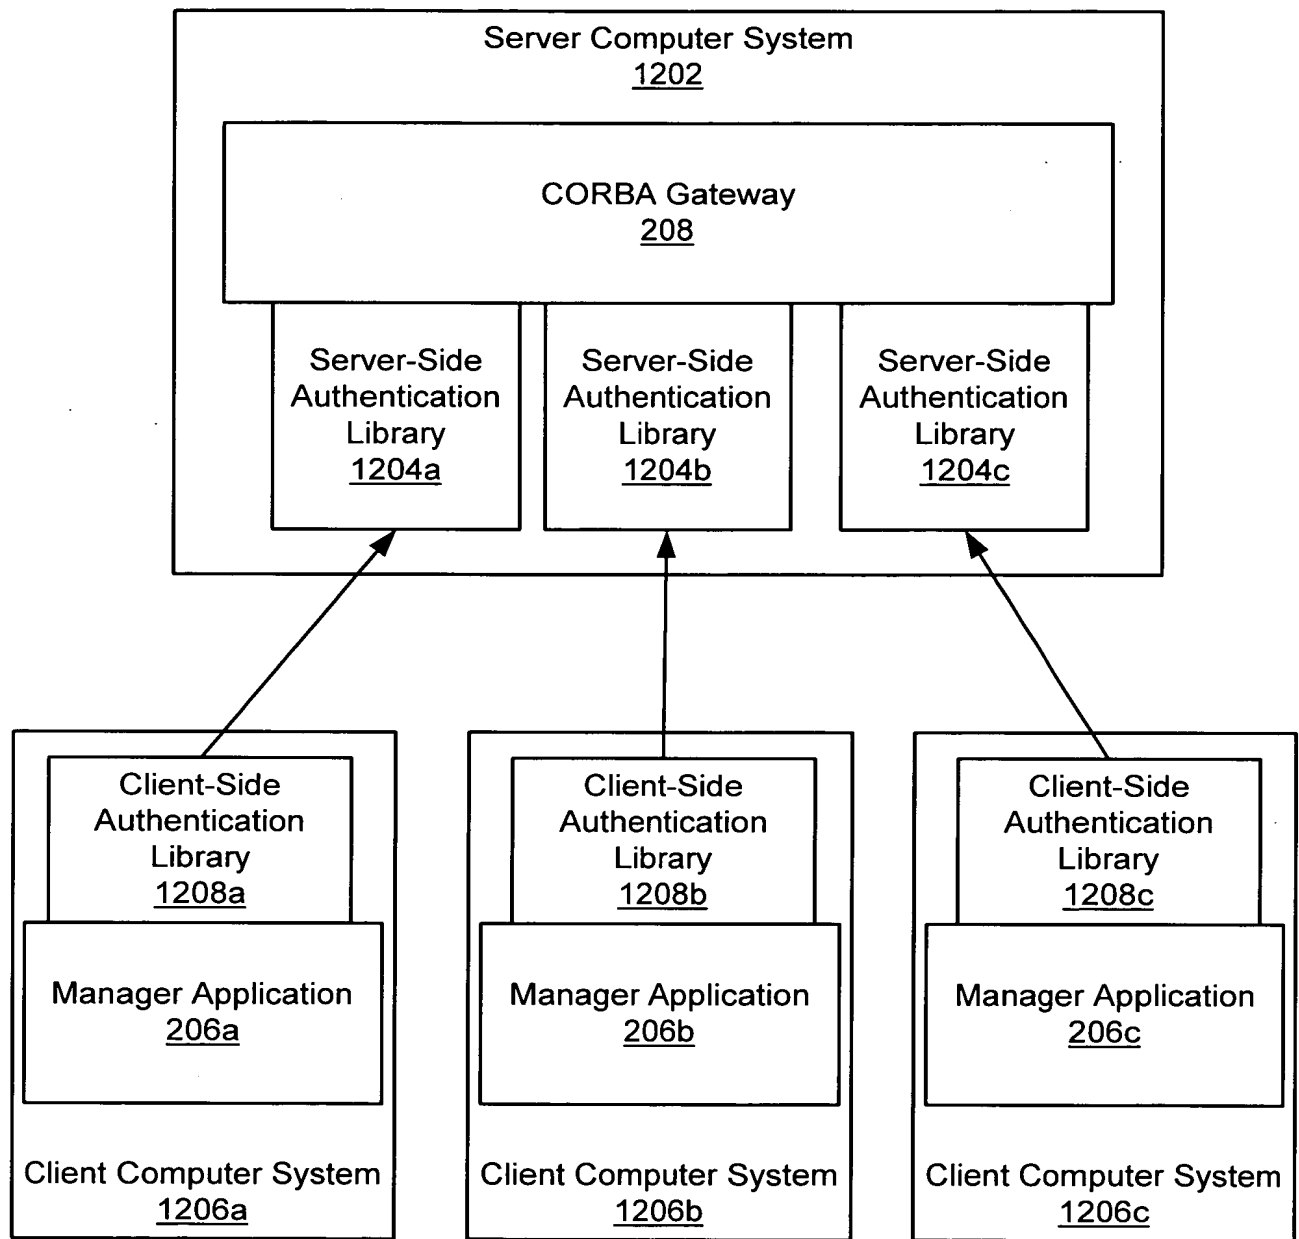 Server Computer System
1202
CORBA Gateway
208
Server-Side
Authentication
Library
1204a
Server-Side
Authentication
Library
1204b
Server-Side
Authentication
Library
1204c
Client-Side
Authentication
Library
1208a
Manager Application
206a
Client Computer System
1206a
Client-Side
Authentication
Library
1208b
Manager Application
206b
Client Computer System
1206b
Client-Side
Authentication
Library
1208c
Manager Application
206c
Client Computer System
1206c